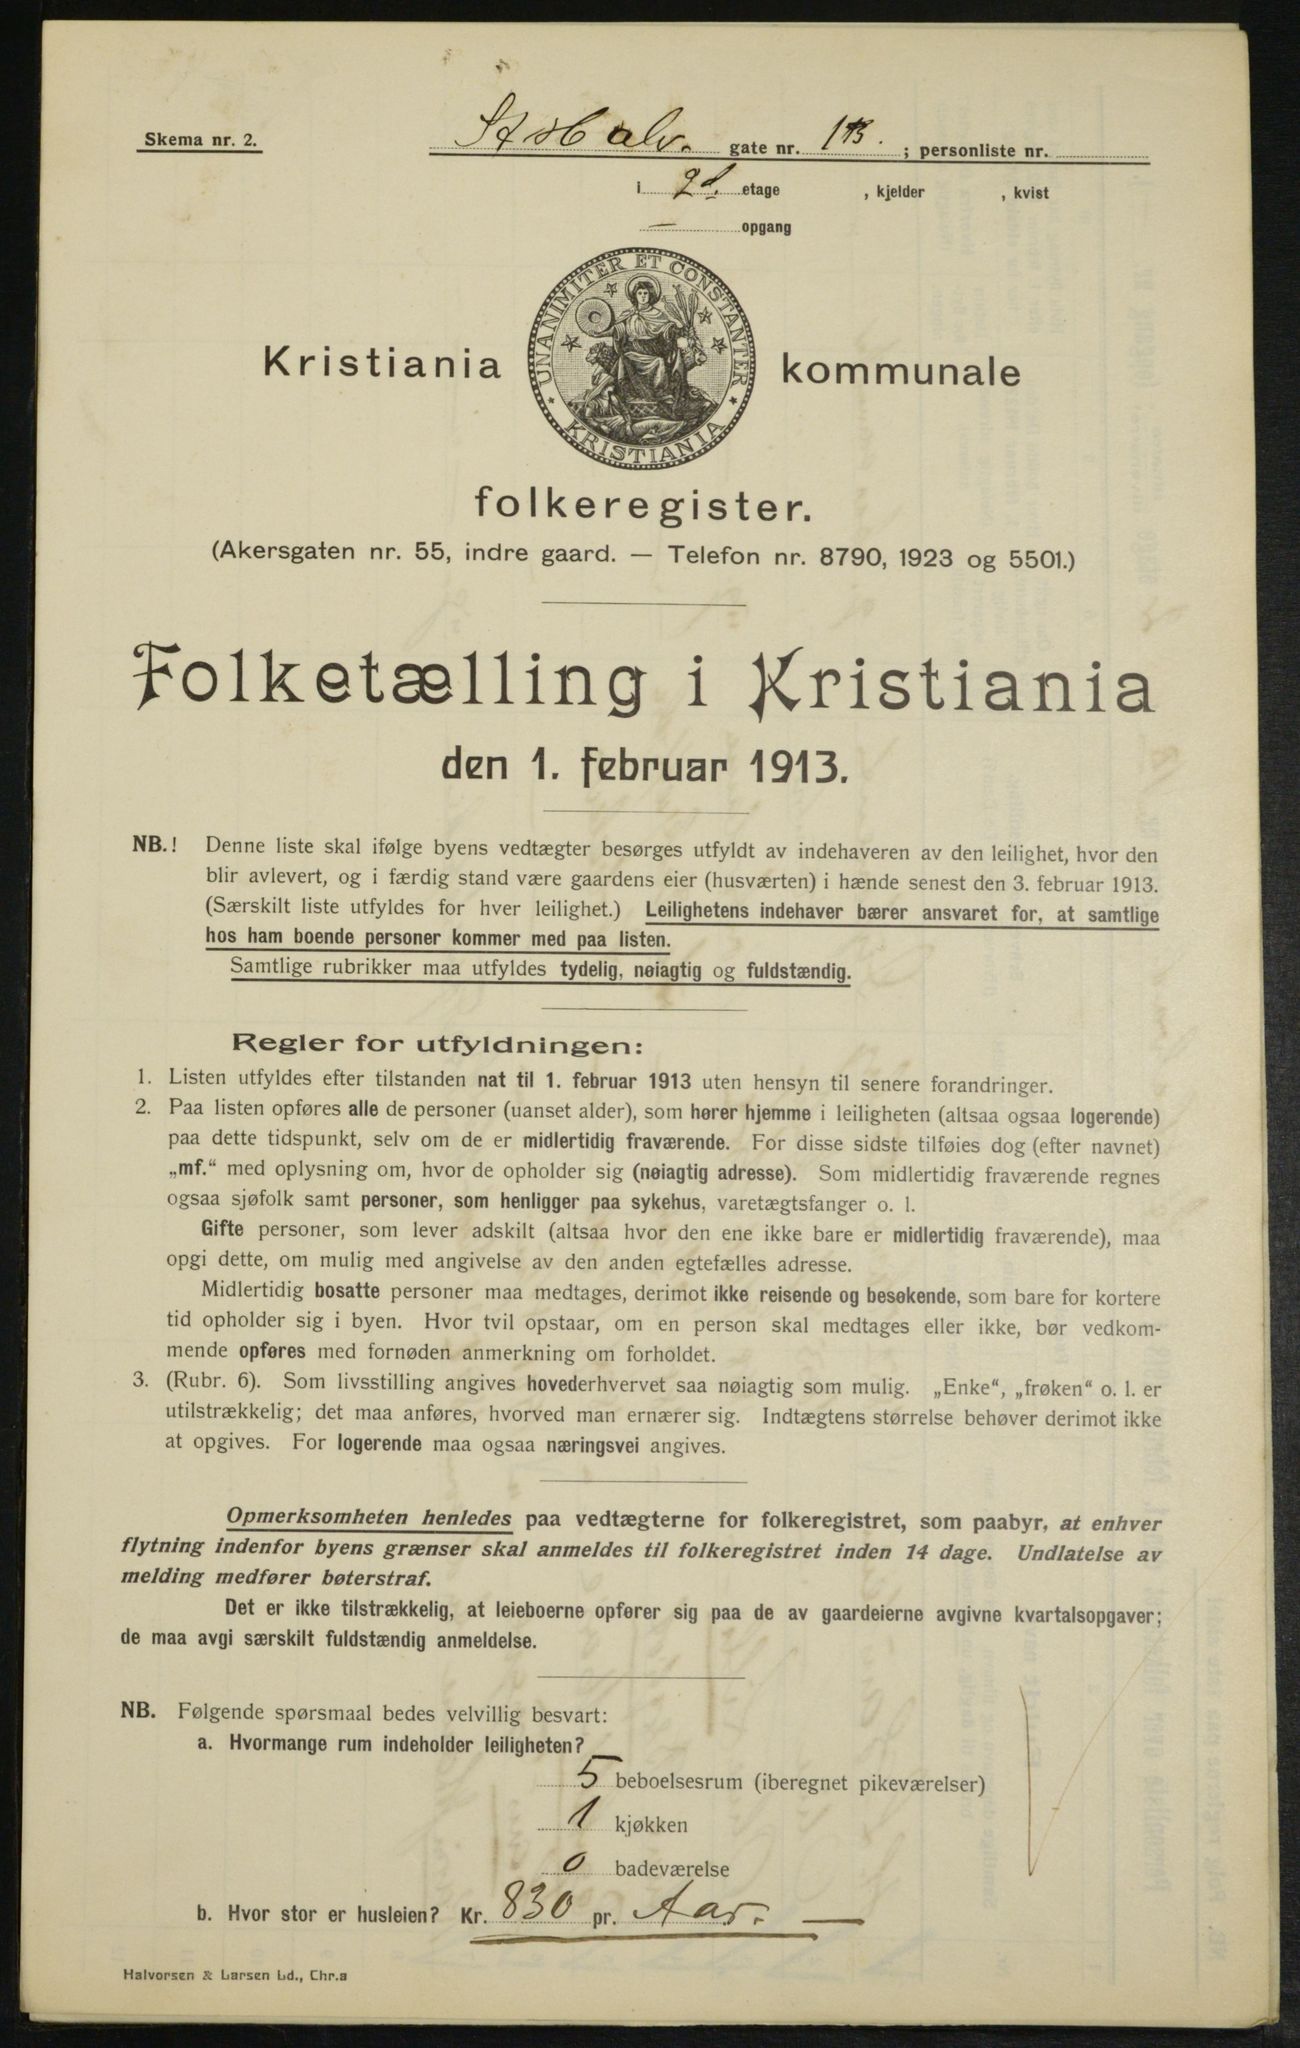 Skema nr. 2.
St Halv. gate nr. 1B. ; personliste nr.
i 2d. etage , kjelder , kvist
— opgang
UNANIMITER ET CONSTANTER
KRISTIANIA
Kristiania kommunale
folkeregister.
(Akersgaten nr. 55, indre gaard. — Telefon nr. 8790, 1923 og 5501.)
Folketælling i Kristiania
den 1. februar 1913.
NB.! Denne liste skal ifølge byens vedtægter besørges utfyldt av indehaveren av den leilighet, hvor den
blir avlevert, og i færdig stand være gaardens eier (husværten) i hænde senest den 3. februar 1913.
(Særskilt liste utfyldes for hver leilighet.) Leilighetens indehaver bærer ansvaret for, at samtlige
hos ham boende personer kommer med paa listen.
Samtlige rubrikker maa utfyldes tydelig, nøiagtig og fuldstændig.
Regler for utfyldningen:
1. Listen utfyldes efter tilstanden nat til 1. februar 1913 uten hensyn til senere forandringer.
2. Paa listen opføres alle de personer (uanset alder), som hører hjemme i leiligheten (altsaa ogsaa logerende)
paa dette tidspunkt, selv om de er midlertidig fraværende. For disse sidste tilføies dog (efter navnet)
„mf.“ med oplysning om, hvor de opholder sig (nøiagtig adresse). Som midlertidig fraværende regnes
ogsaa sjøfolk samt personer, som henligger paa sykehus, varetægtsfanger o. l.
Gifte personer, som lever adskilt (altsaa hvor den ene ikke bare er midlertidig fraværende), maa
opgi dette, om mulig med angivelse av den anden egtefælles adresse.
Midlertidig bosatte personer maa medtages, derimot ikke reisende og besøkende, som bare for kortere
tid opholder sig i byen. Hvor tvil opstaar, om en person skal medtages eller ikke, bør vedkom-
mende opføres med fornøden anmerkning om forholdet.
3. (Rubr. 6). Som livsstilling angives hovederhvervet saa nøiagtig som mulig. „Enke“, „frøken“ o. l. er
utilstrækkelig; det maa anføres, hvorved man ernærer sig. Indtægtens størrelse behøver derimot ikke
at opgives. For logerende maa ogsaa næringsvei angives.
Opmerksomheten henledes paa vedtægterne for folkeregistret, som paabyr, at enhver
flytning indenfor byens grænser skal anmeldes til folkeregistret inden 14 dage. Undlatelse av
melding medfører bøterstraf.
Det er ikke tilstrækkelig, at leieboerne opfører sig paa de av gaardeierne avgivne kvartalsopgaver;
de maa avgi særskilt fuldstændig anmeldelse.
NB. Følgende spørsmaal bedes velvillig besvart:
a. Hvormange rum indeholder leiligheten?
5 beboelsesrum (iberegnet pikeværelser)
1 kjøkken
0 badeværelse
b. Hvor stor er husleien? Kr. 830 pr. Aar. —
Halvorsen & Larsen Ld., Chr.a